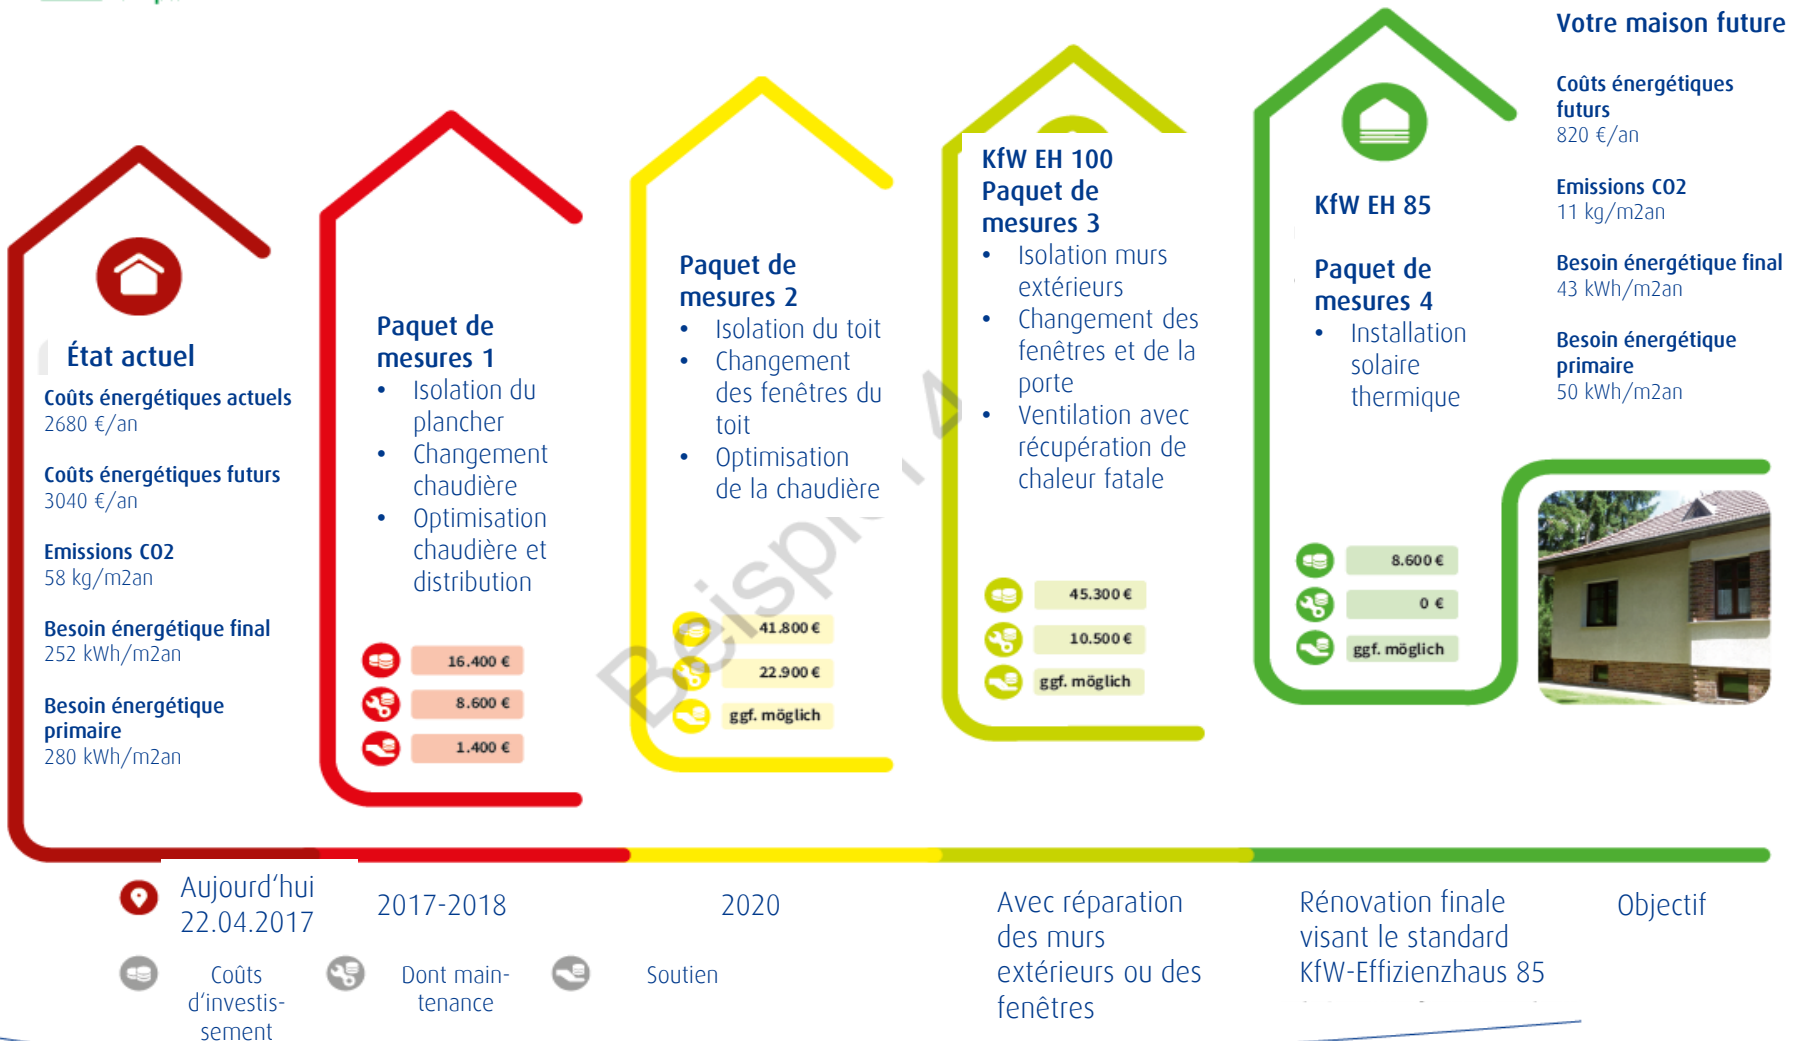 État actuel
Coûts énergétiques actuels
2680 €/an
Coûts énergétiques futurs
3040 €/an
Emissions CO2
58 kg/m2an
Besoin énergétique final
252 kWh/m2an
Besoin énergétique
primaire
280 kWh/m2an
Paquet de
mesures 1
• Isolation du
plancher
• Changement
chaudière
• Optimisation
chaudière et
distribution
16.400 €
8.600 €
1.400 €
Paquet de
mesures 2
• Isolation du toit
• Changement
des fenêtres du
toit
• Optimisation
de la chaudière
41.800 €
22.900 €
ggf. möglich
KfW EH 100
Paquet de
mesures 3
• Isolation murs
extérieurs
• Changement des
fenêtres et de la
porte
• Ventilation avec
récupération de
chaleur fatale
45.300 €
10.500 €
ggf. möglich
KfW EH 85
Paquet de
mesures 4
• Installation
solaire
thermique
8.600 €
0 €
ggf. möglich
Votre maison future
Coûts énergétiques
futurs
820 €/an
Emissions CO2
11 kg/m2an
Besoin énergétique final
43 kWh/m2an
Besoin énergétique
primaire
50 kWh/m2an
Aujourd‘hui
22.04.2017
2017-2018
2020
Avec réparation
des murs
extérieurs ou des
fenêtres
Rénovation finale
visant le standard
KfW-Effizienzhaus 85
Objectif
Coûts
d‘investis-
sement
Dont main-
tenance
Soutien